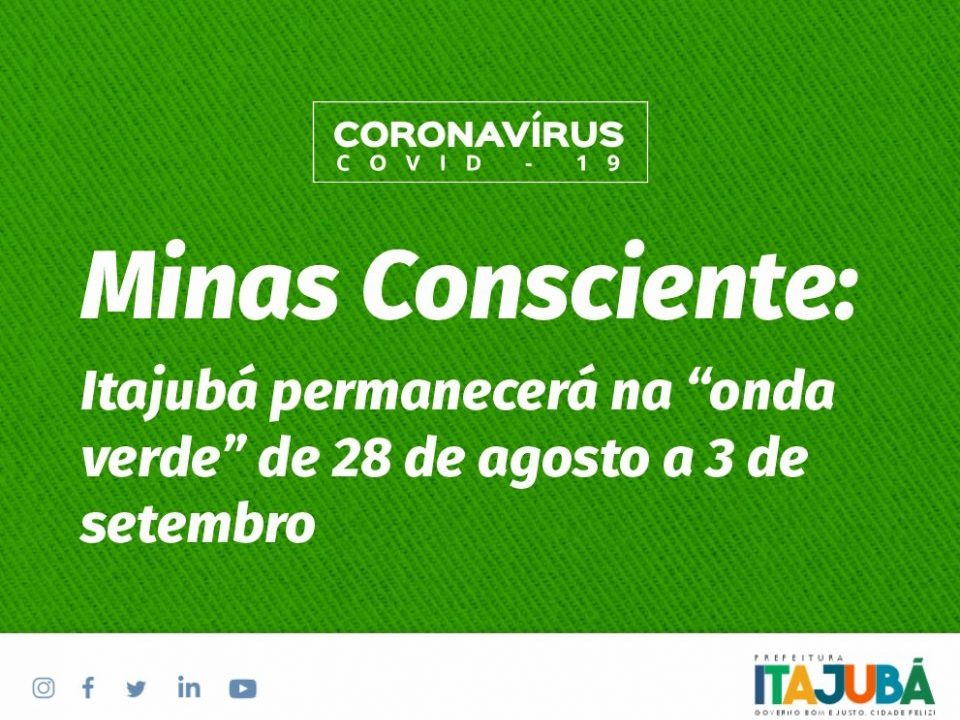 CORONAVÍRUS
COVID - 19
Minas Consciente:
Itajubá permanecerá na “onda
verde” de 28 de agosto a 3 de
setembro
PREFEITURA
ITAJUBÁ
GOVERNO BOM E JUSTO, CIDADE FELIZ!